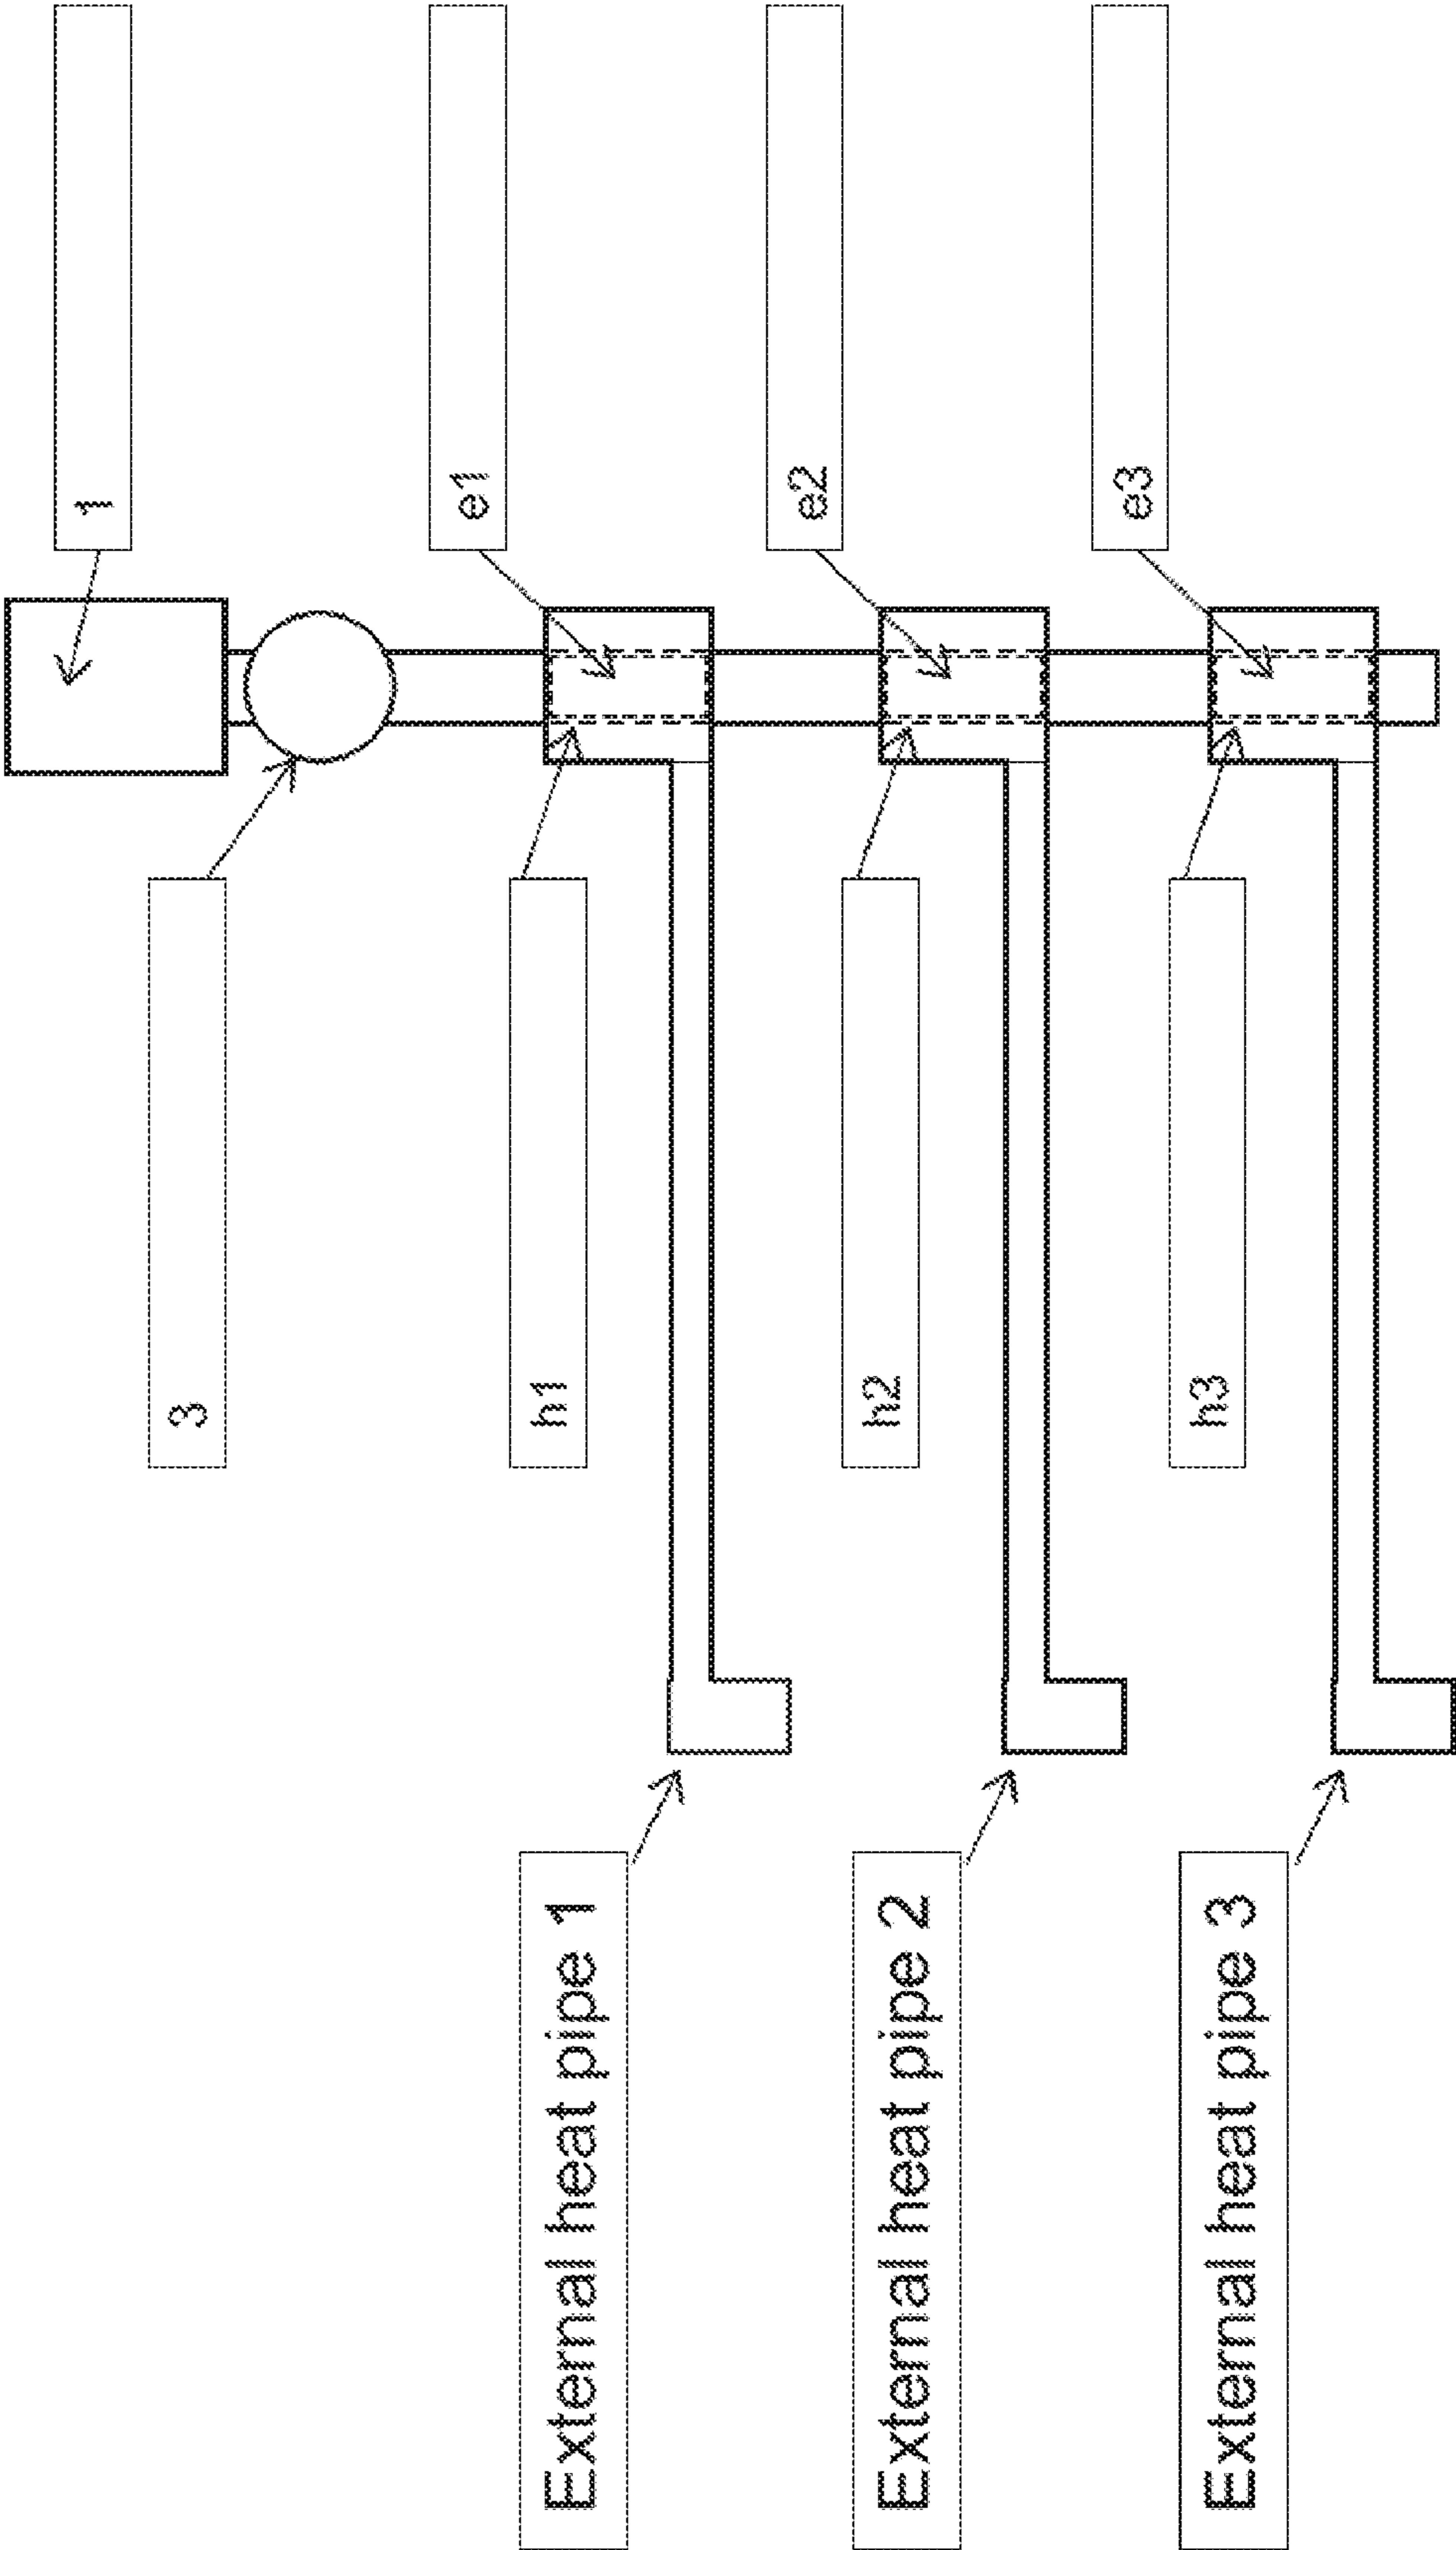 1
e1
e2
e3
3
h1
h2
h3
External heat pipe 1
External heat pipe 2
External heat pipe 3